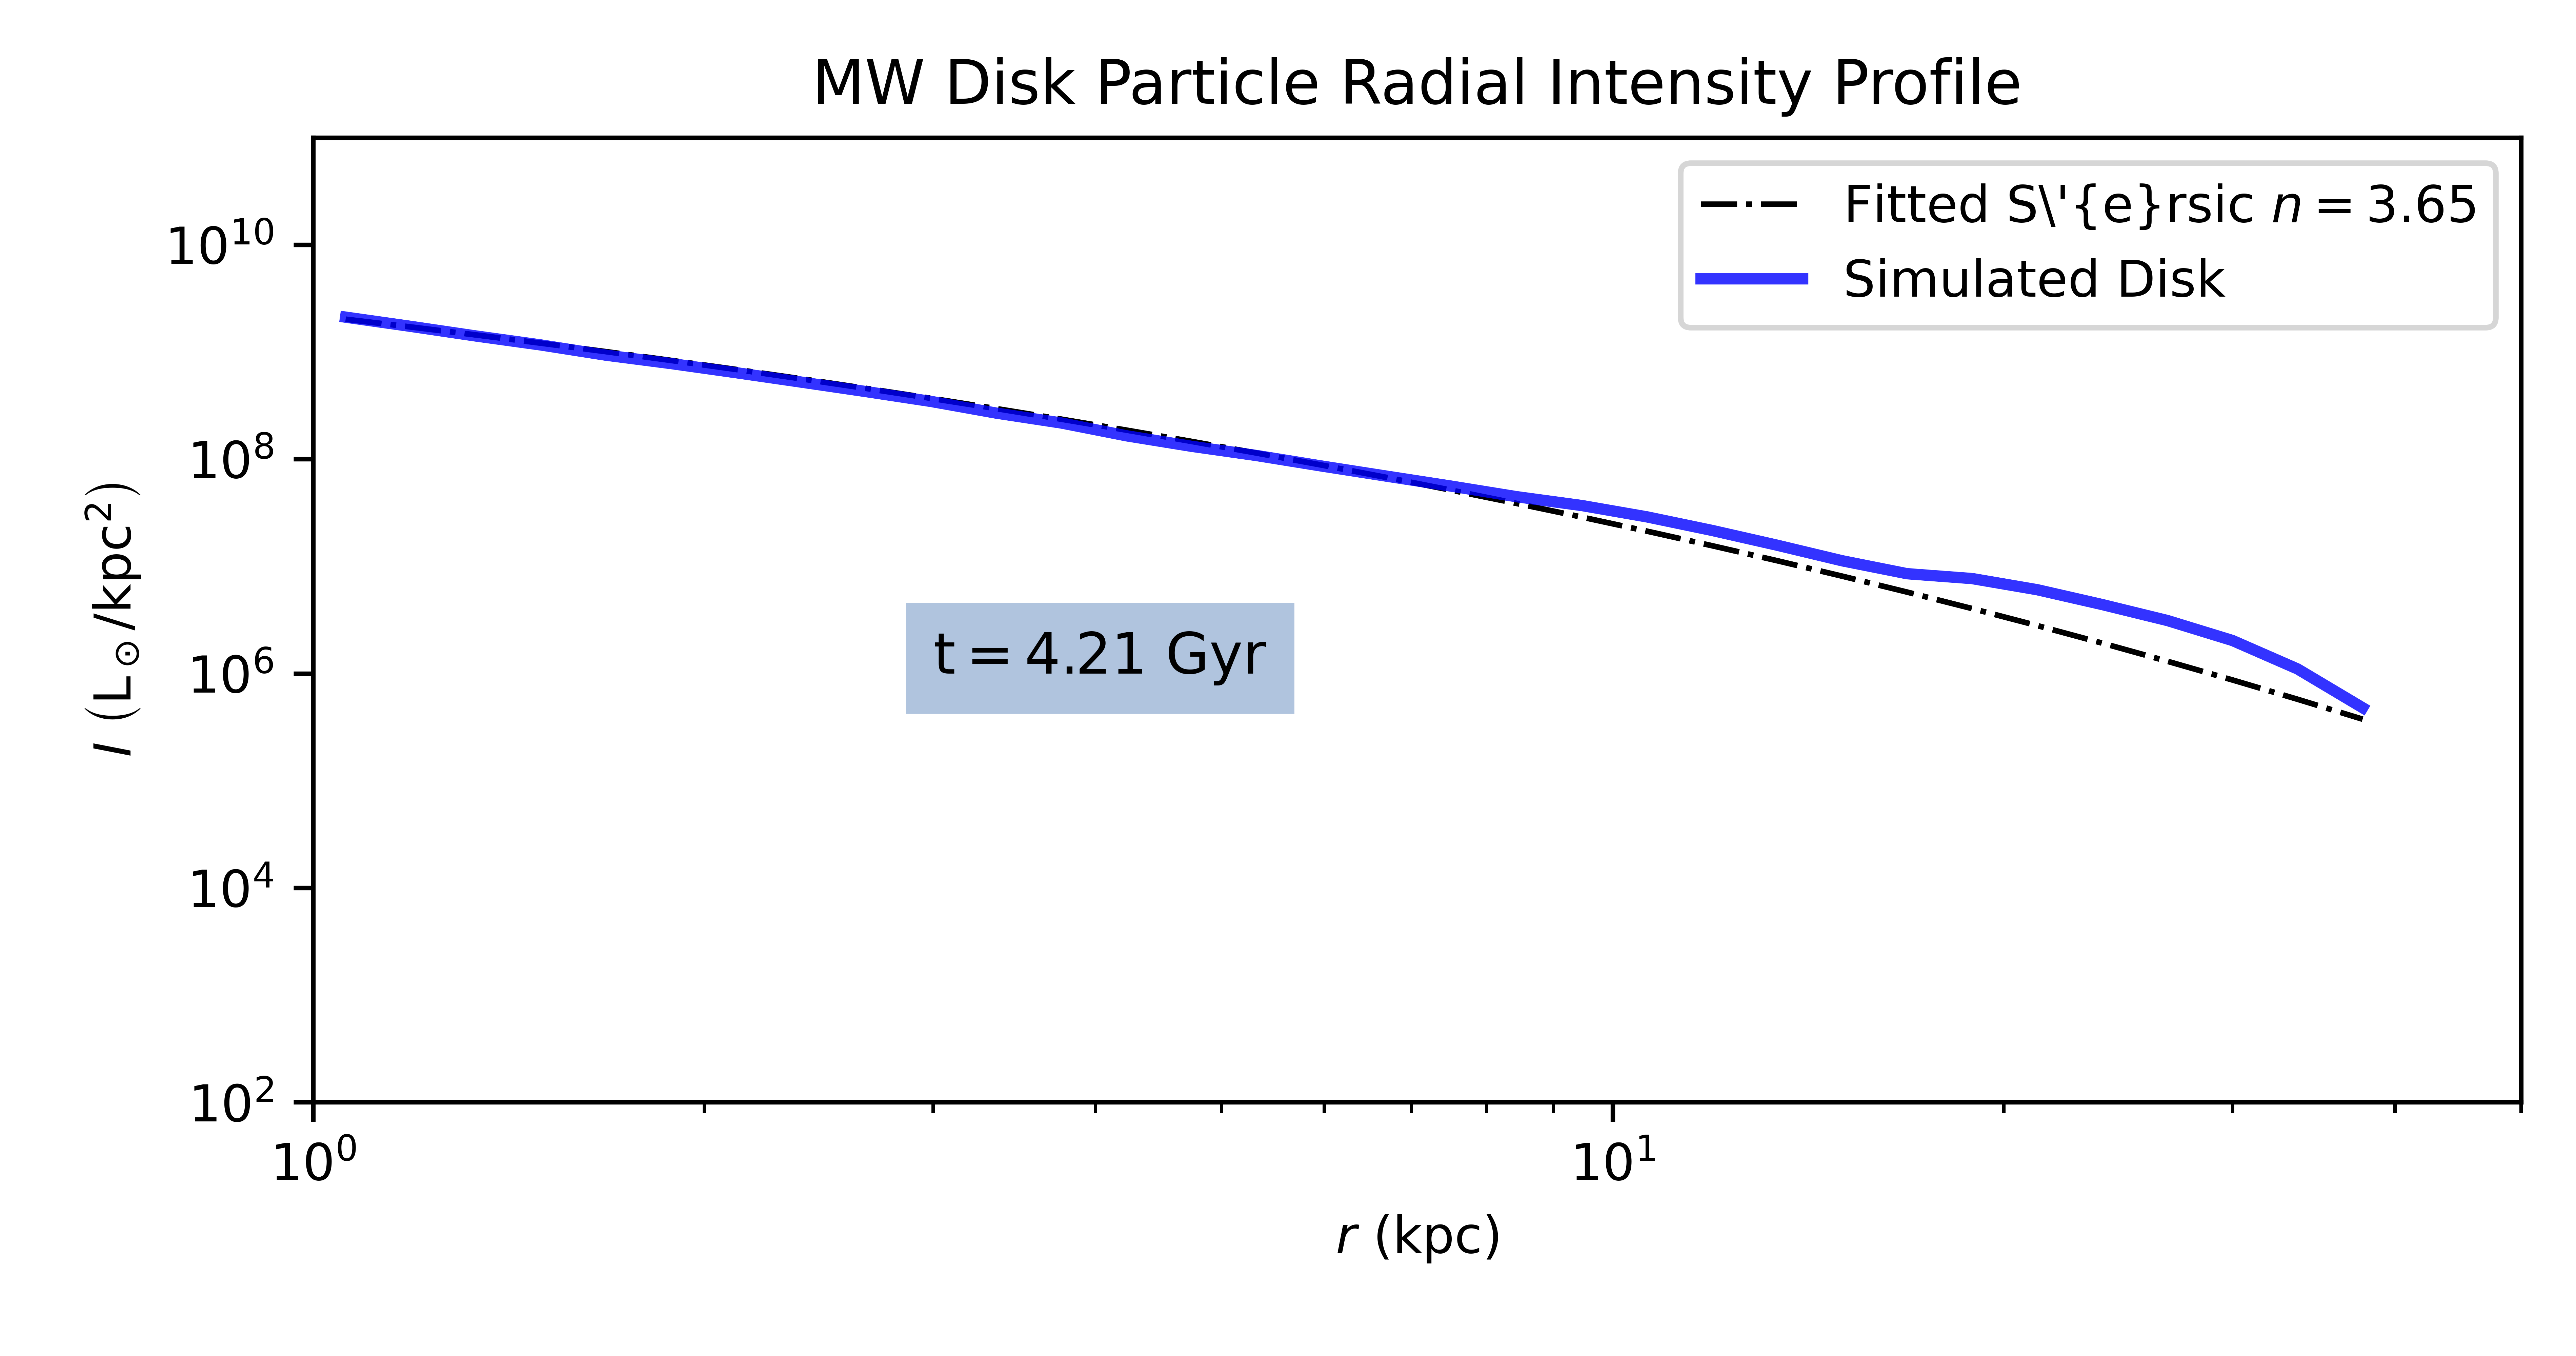 MW Disk Particle Radial Intensity Profile
Fitted S\'{e}rsic n = 3.65
Simulated Disk
I (L⊙/kpc²)
10¹⁰
10⁸
10⁶
10⁴
10²
t = 4.21 Gyr
10⁰
10¹
r (kpc)